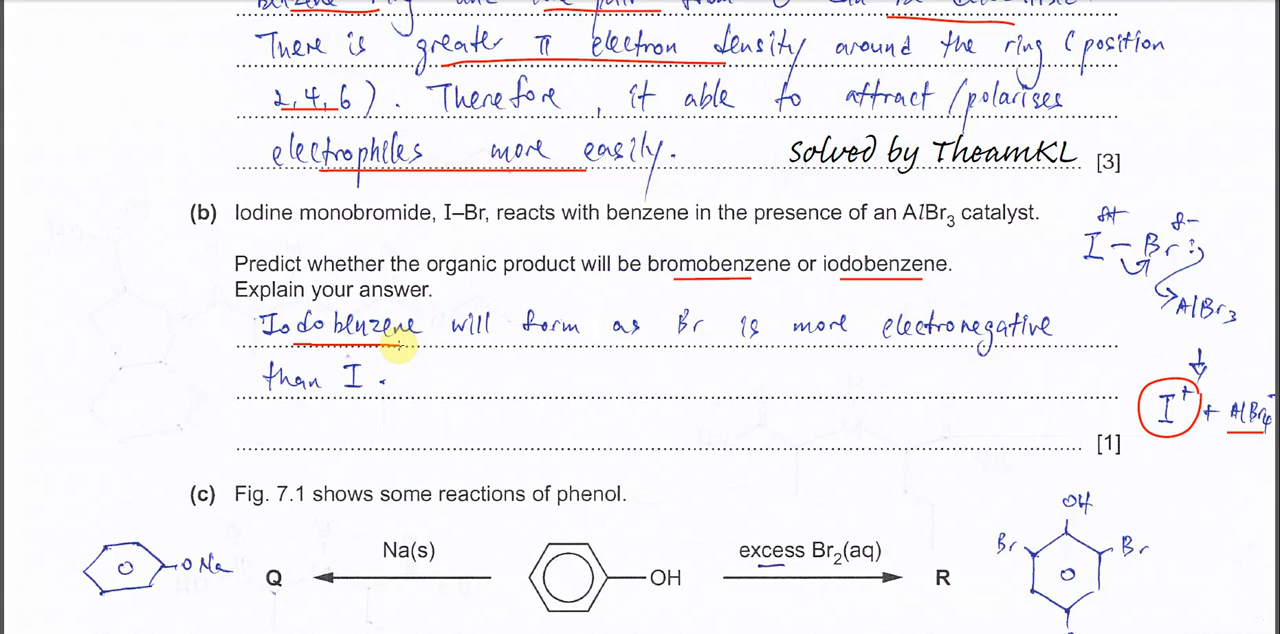 There is greater π electron density around the ring (position
2,4,6). Therefore, it able to attract/polarises
electrophiles more easily. Solved by TheamKL [3]
(b) Iodine monobromide, I–Br, reacts with benzene in the presence of an AlBr3 catalyst.
δ+ δ-
I – Br :
Predict whether the organic product will be bromobenzene or iodobenzene.
Explain your answer.
AlBr3
Iodobenzene will form as Br is more electronegative
than I.
I+ + AlBr4-
[1]
(c) Fig. 7.1 shows some reactions of phenol.
OH
Br Br
Na(s) excess Br2(aq)
ONa Q OH R